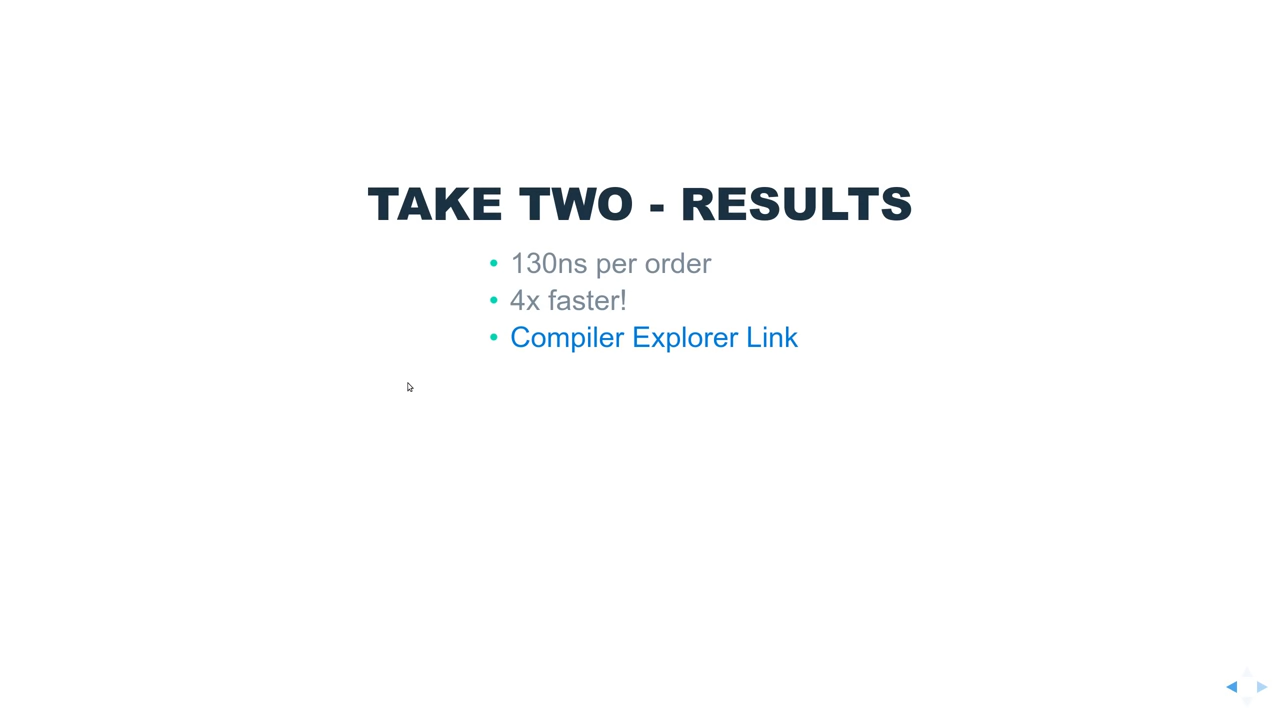 TAKE TWO - RESULTS
• 130ns per order
• 4x faster!
• Compiler Explorer Link